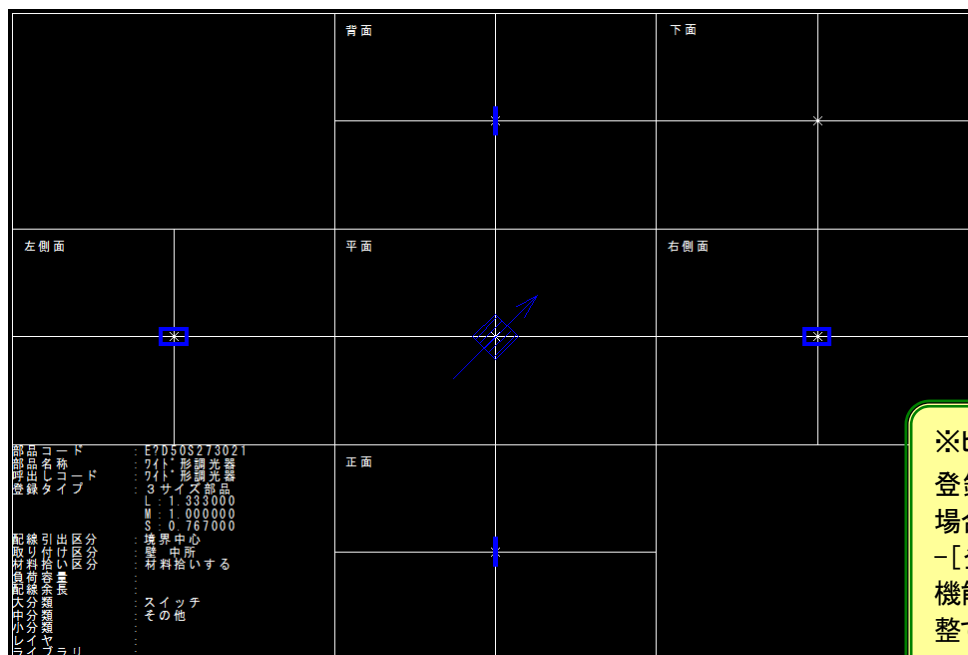 背面
下面
左側面
平面
右側面
正面
部品コード : E?D50S273021
部品名称 : ワイド形調光器
呼出しコード : ワイド形調光器
登録タイプ : 3サイズ部品
L : 1.333000
M : 1.000000
S : 0.767000
配線引出区分 : 境界中心
取り付け区分 : 壁 中所
材料拾い区分 : 材料拾いする
負荷容量 :
配線余長 :
大分類 : スイッチ
中分類 : その他
小分類 :
レイヤ :
ライブラリ
※
登録
場合
-[
機能
整